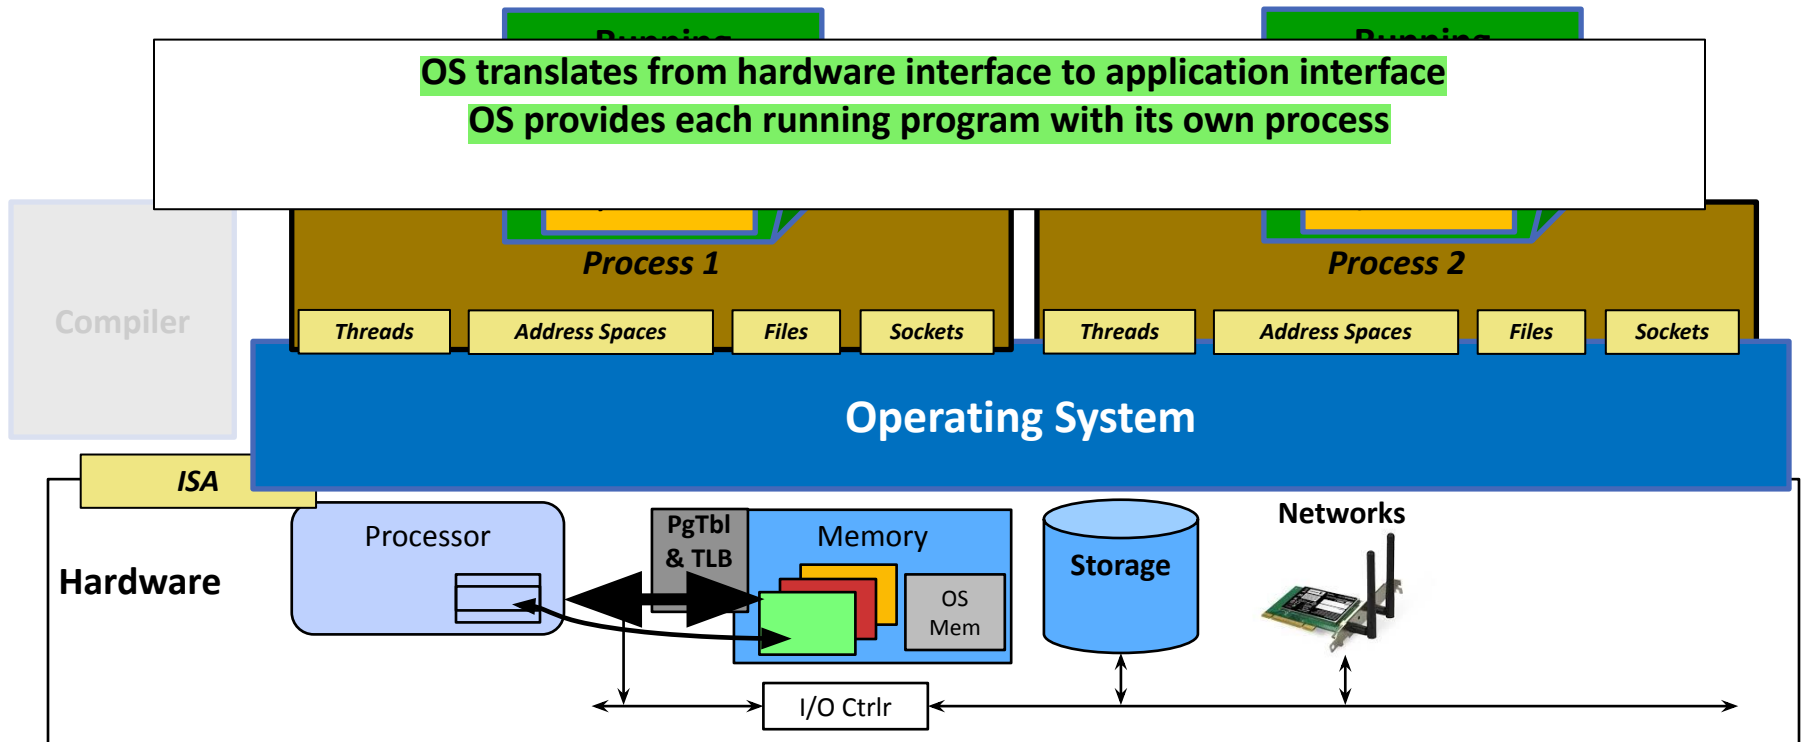 Running
Running
OS translates from hardware interface to application interface
OS provides each running program with its own process
Process 1
Process 2
Compiler
Threads
Address Spaces
Files
Sockets
Threads
Address Spaces
Files
Sockets
Operating System
ISA
Hardware
Processor
PgTbl
& TLB
Memory
OS
Mem
Storage
Networks
I/O Ctrlr